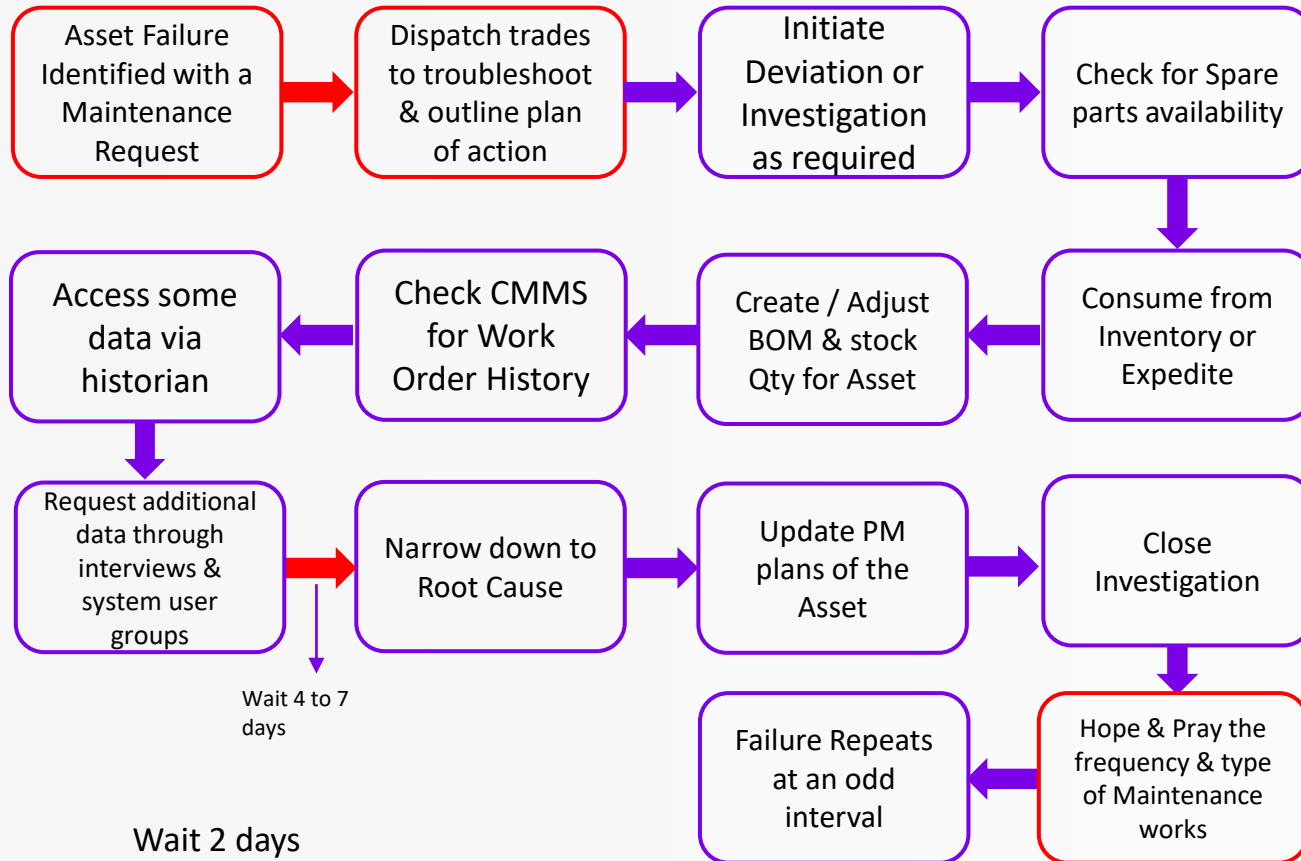 Asset Failure
Identified with a
Maintenance
Request
Dispatch trades
to troubleshoot
& outline plan
of action
Initiate
Deviation or
Investigation
as required
Check for Spare
parts availability
Consume from
Inventory or
Expedite
Create / Adjust
BOM & stock
Qty for Asset
Check CMMS
for Work
Order History
Access some
data via
historian
Request additional
data through
interviews &
system user
groups
Wait 4 to 7
days
Narrow down to
Root Cause
Update PM
plans of the
Asset
Close
Investigation
Hope & Pray the
frequency & type
of Maintenance
works
Failure Repeats
at an odd
interval
Wait 2 days